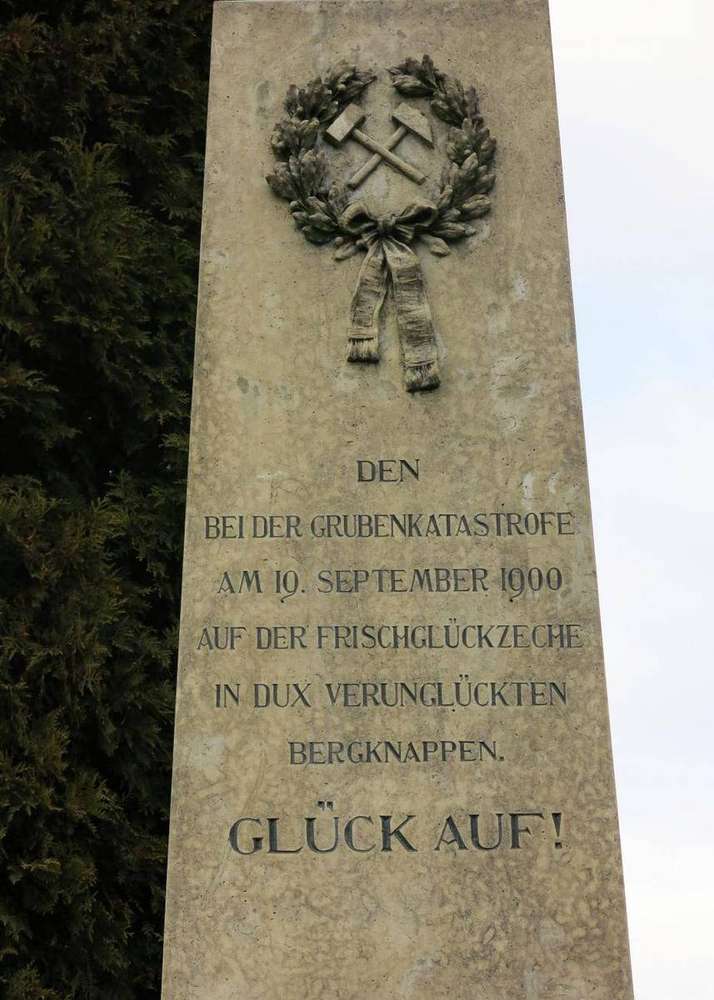 DEN
BEI DER GRUBENKATASTROFE
AM 19. SEPTEMBER 1900
AUF DER FRISCHGLÜCKZECHE
IN DUX VERUNGLÜCKTEN
BERGKNAPPEN.
GLÜCK AUF!